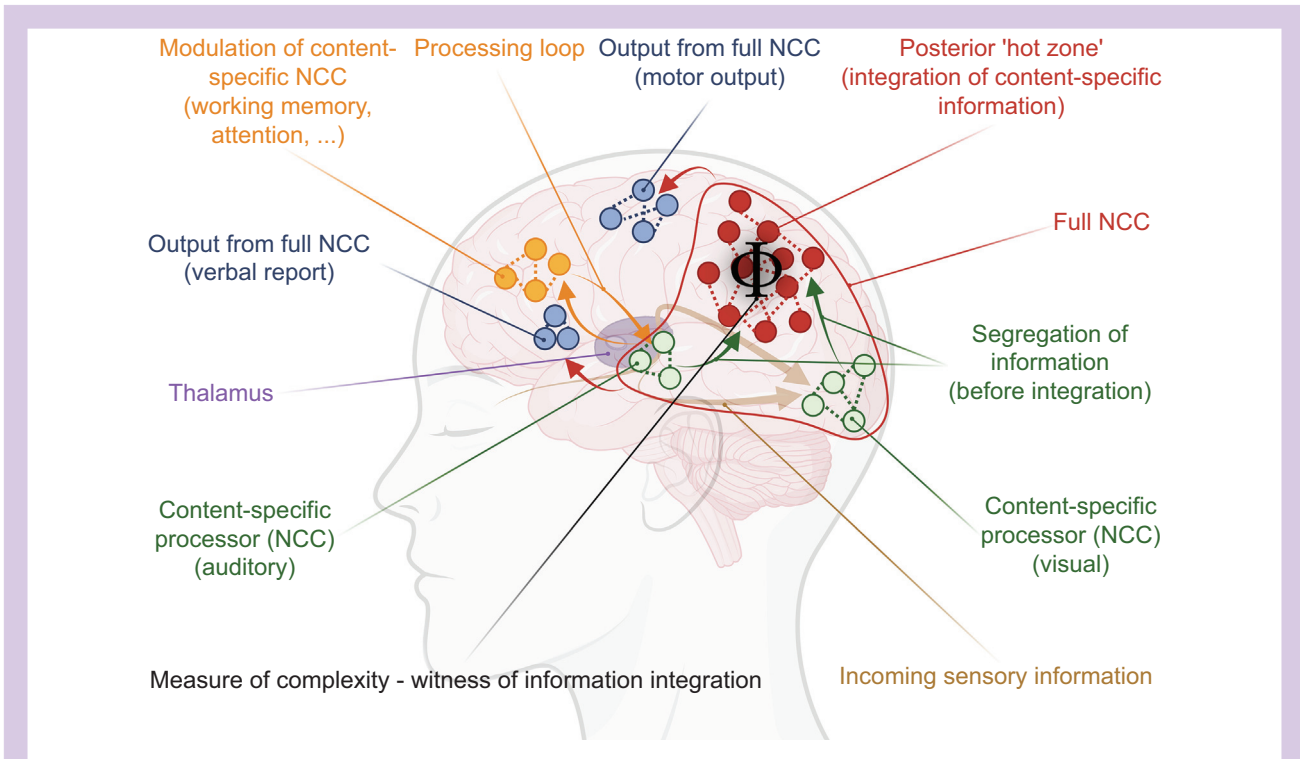 Modulation of content-
specific NCC
(working memory,
attention, ...)
Processing loop
Output from full NCC
(motor output)
Posterior 'hot zone'
(integration of content-specific
information)
Full NCC
Output from full NCC
(verbal report)
Φ
Segregation of
information
(before integration)
Thalamus
Content-specific
processor (NCC)
(auditory)
Content-specific
processor (NCC)
(visual)
Measure of complexity - witness of information integration
Incoming sensory information